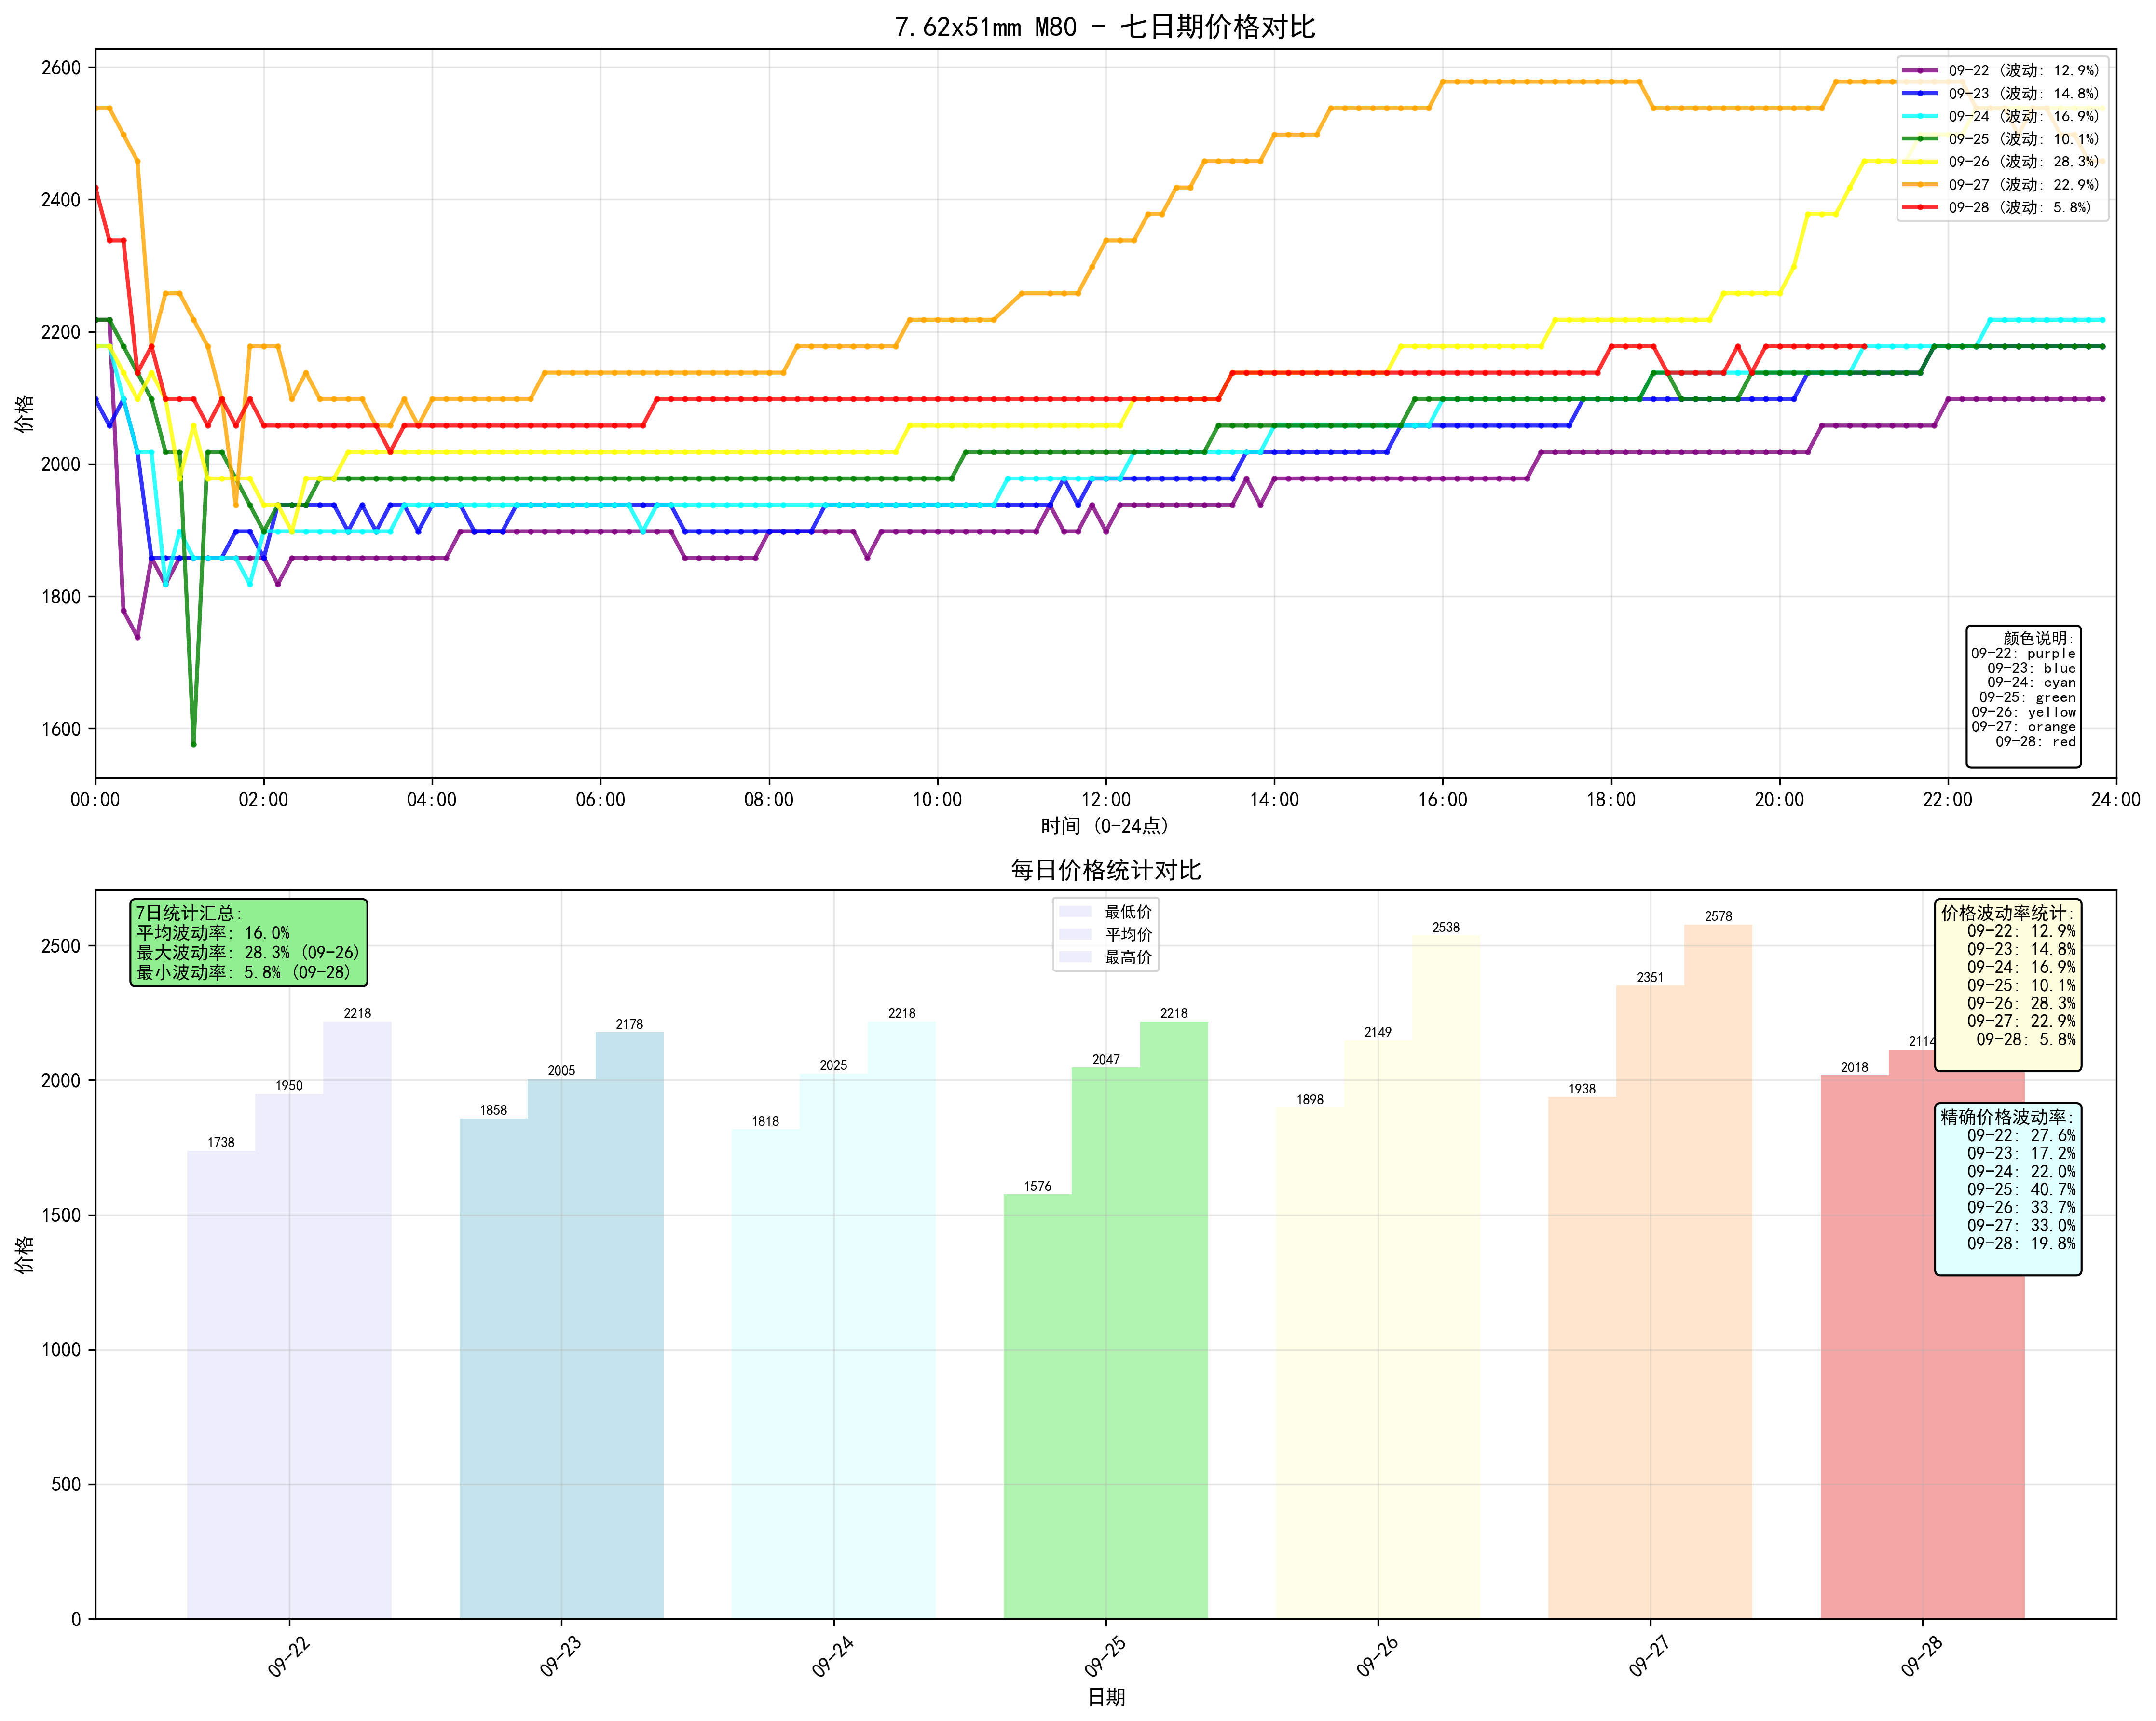 7.62x51mm M80 - 七日期价格对比
09-22 (波动: 12.9%)
09-23 (波动: 14.8%)
09-24 (波动: 16.9%)
09-25 (波动: 10.1%)
09-26 (波动: 28.3%)
09-27 (波动: 22.9%)
09-28 (波动: 5.8%)
2600
2400
2200
2000
1800
1600
价格
颜色说明:
09-22: purple
09-23: blue
09-24: cyan
09-25: green
09-26: yellow
09-27: orange
09-28: red
00:00 02:00 04:00 06:00 08:00 10:00 12:00 14:00 16:00 18:00 20:00 22:00 24:00
时间 (0-24点)
每日价格统计对比
7日统计汇总:
平均波动率: 16.0%
最大波动率: 28.3% (09-26)
最小波动率: 5.8% (09-28)
最低价
平均价
最高价
价格波动率统计:
09-22: 12.9%
09-23: 14.8%
09-24: 16.9%
09-25: 10.1%
09-26: 28.3%
09-27: 22.9%
09-28: 5.8%
精确价格波动率:
09-22: 27.6%
09-23: 17.2%
09-24: 22.0%
09-25: 40.7%
09-26: 33.7%
09-27: 33.0%
09-28: 19.8%
2500
2000
1500
1000
500
0
价格
1738 1950 2218
1858 2005 2178
1818 2025 2218
1576 2047 2218
1898 2149 2538
1938 2351 2578
2018 2114
09-22 09-23 09-24 09-25 09-26 09-27 09-28
日期